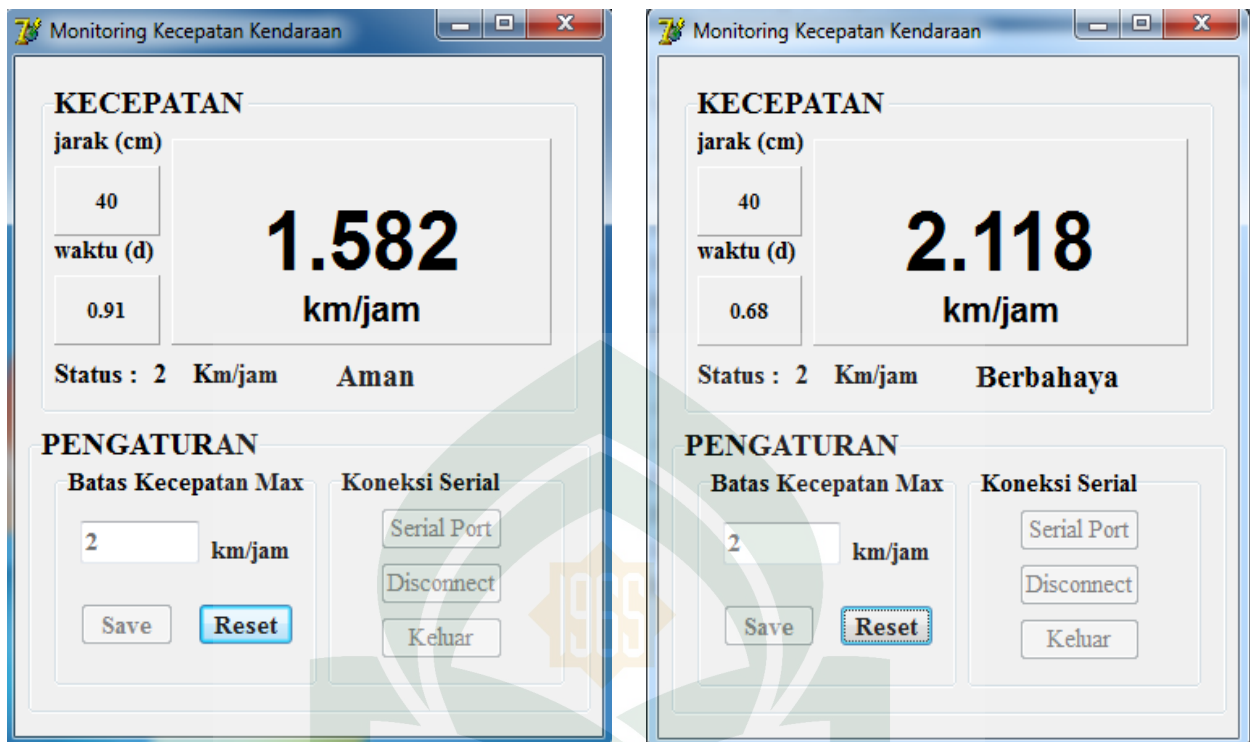 Monitoring Kecepatan Kendaraan
KECEPATAN
jarak (cm)
40
waktu (d)
0.91
1.582
km/jam
Status : 2 Km/jam Aman
PENGATURAN
Batas Kecepatan Max
2 km/jam
Save Reset
Koneksi Serial
Serial Port
Disconnect
Keluar
Monitoring Kecepatan Kendaraan
KECEPATAN
jarak (cm)
40
waktu (d)
0.68
2.118
km/jam
Status : 2 Km/jam Berbahaya
PENGATURAN
Batas Kecepatan Max
2 km/jam
Save Reset
Koneksi Serial
Serial Port
Disconnect
Keluar
1965